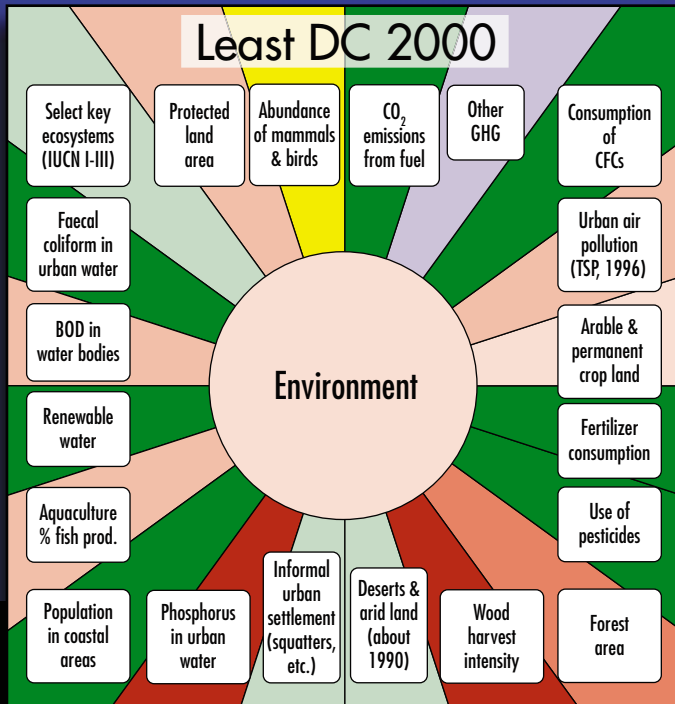 Least DC 2000
Select key
ecosystems
(IUCN I-III)
Protected
land
area
Abundance
of mammals
& birds
CO₂
emissions
from fuel
Other
GHG
Consumption
of
CFCs
Faecal
coliform in
urban water
Urban air
pollution
(TSP, 1996)
BOD in
water bodies
Environment
Arable &
permanent
crop land
Renewable
water
Fertilizer
consumption
Aquaculture
% fish prod.
Use of
pesticides
Population
in coastal
areas
Phosphorus
in urban
water
Informal
urban
settlement
(squatters,
etc.)
Deserts &
arid land
(about
1990)
Wood
harvest
intensity
Forest
area